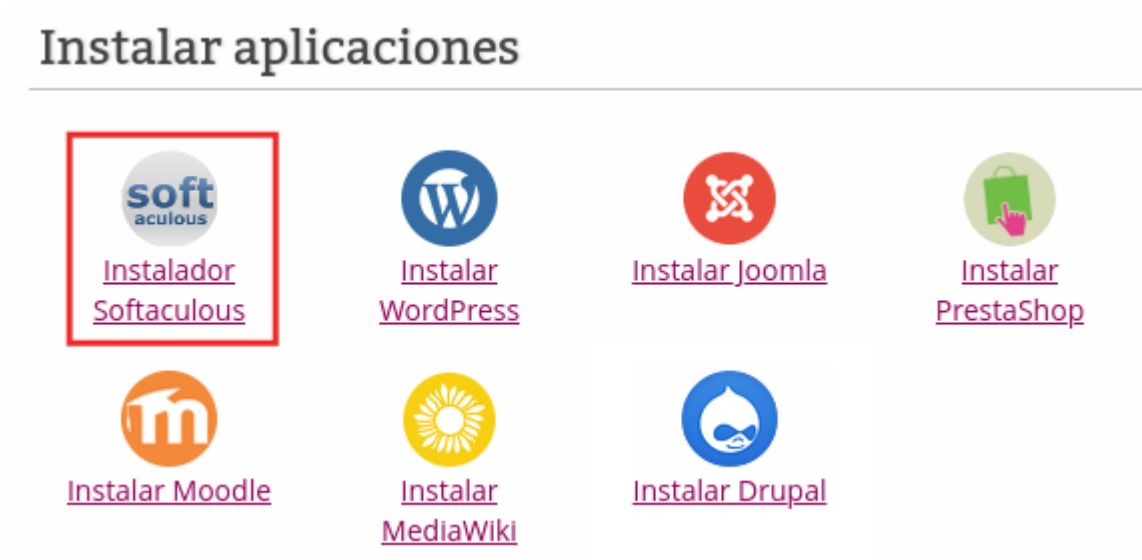 Instalar aplicaciones
soft
aculous
Instalador
Softaculous
Instalar
WordPress
Instalar Joomla
Instalar
PrestaShop
Instalar Moodle
Instalar
MediaWiki
Instalar Drupal